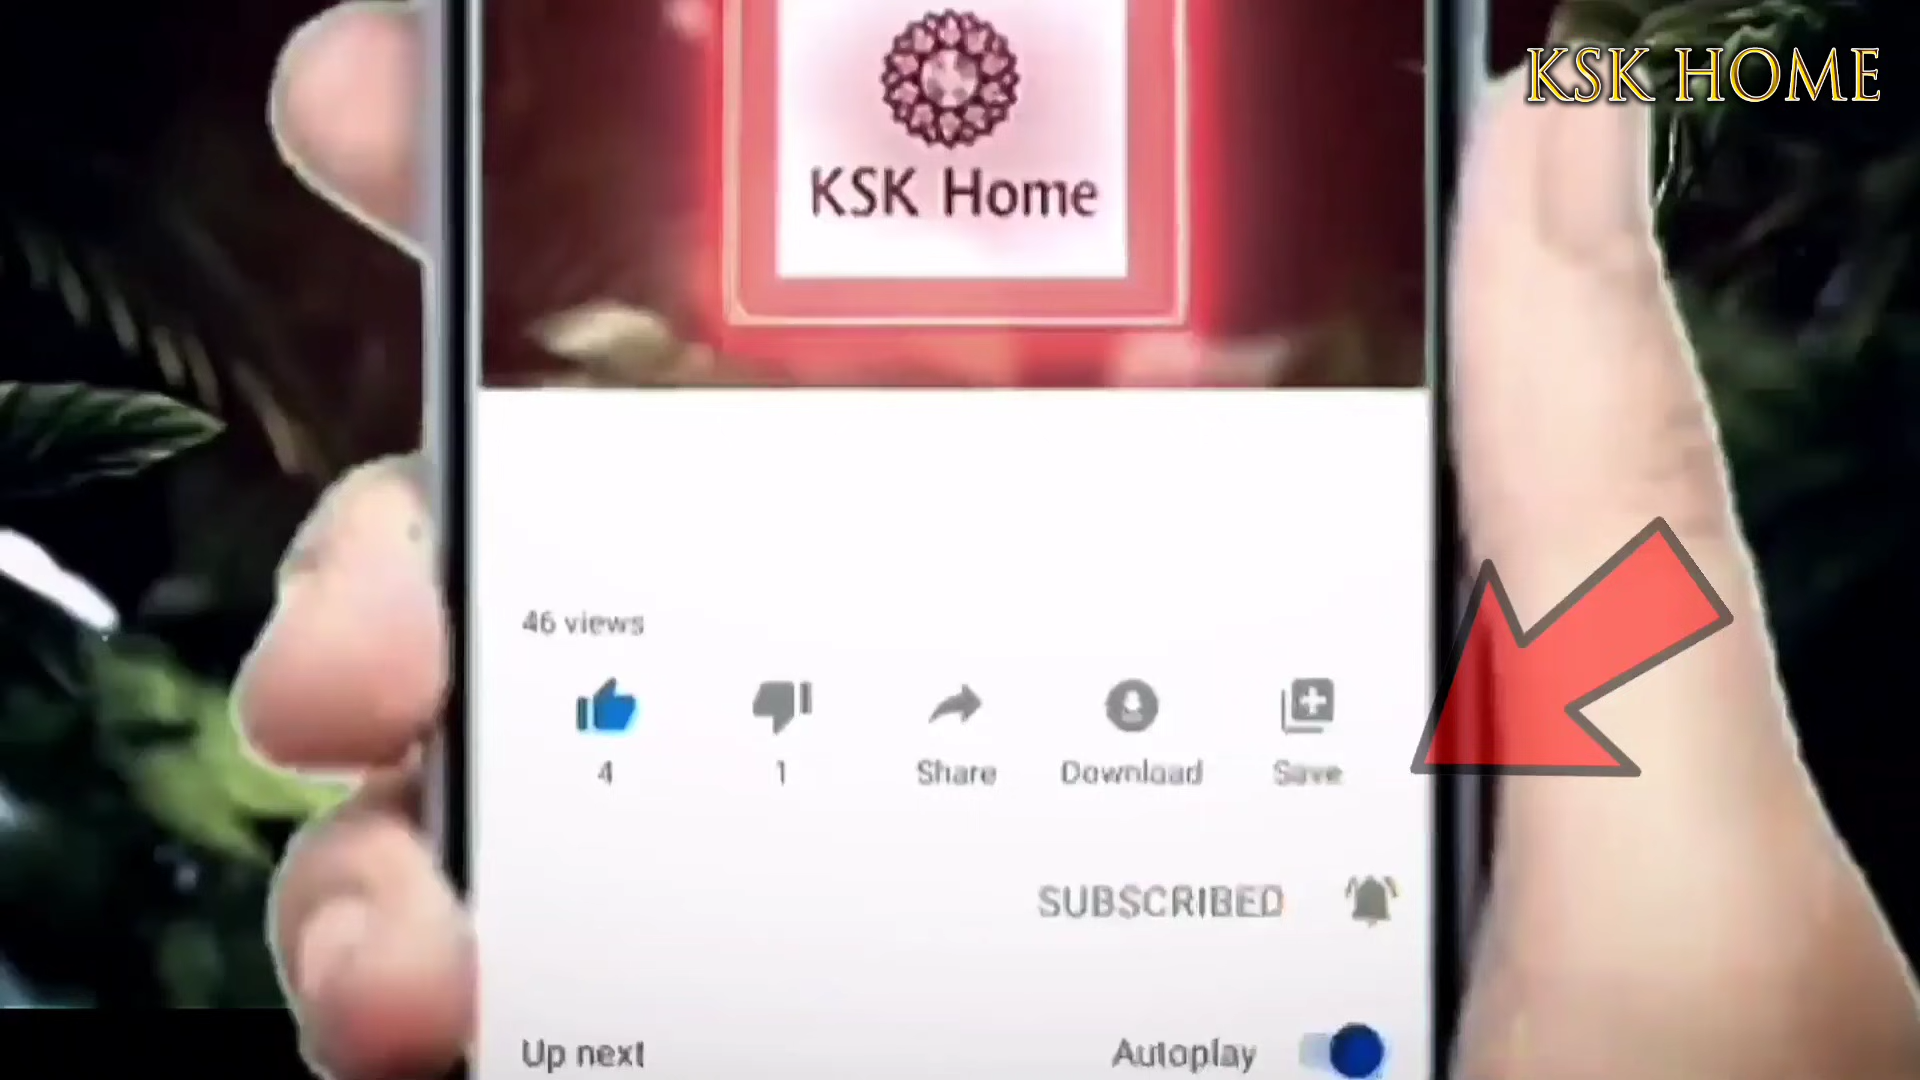 KSK HOME
KSK Home
46 views
4
1
Share
Download
Save
SUBSCRIBED
Up next
Autoplay